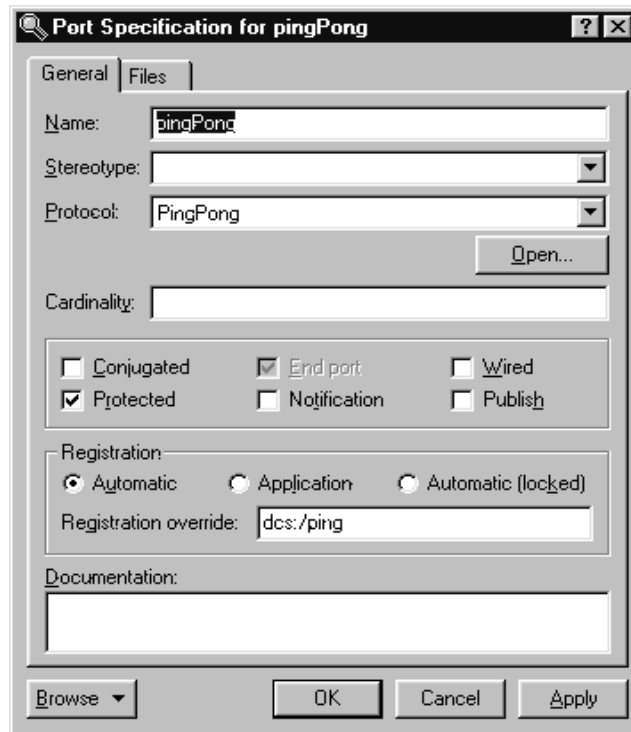 Port Specification for pingPong
General Files
Name: pingPong
Stereotype:
Protocol: PingPong
Open...
Cardinality:
Conjugated End port Wired
Protected Notification Publish
Registration
Automatic Application Automatic (locked)
Registration override: dcs:/ping
Documentation:
Browse OK Cancel Apply